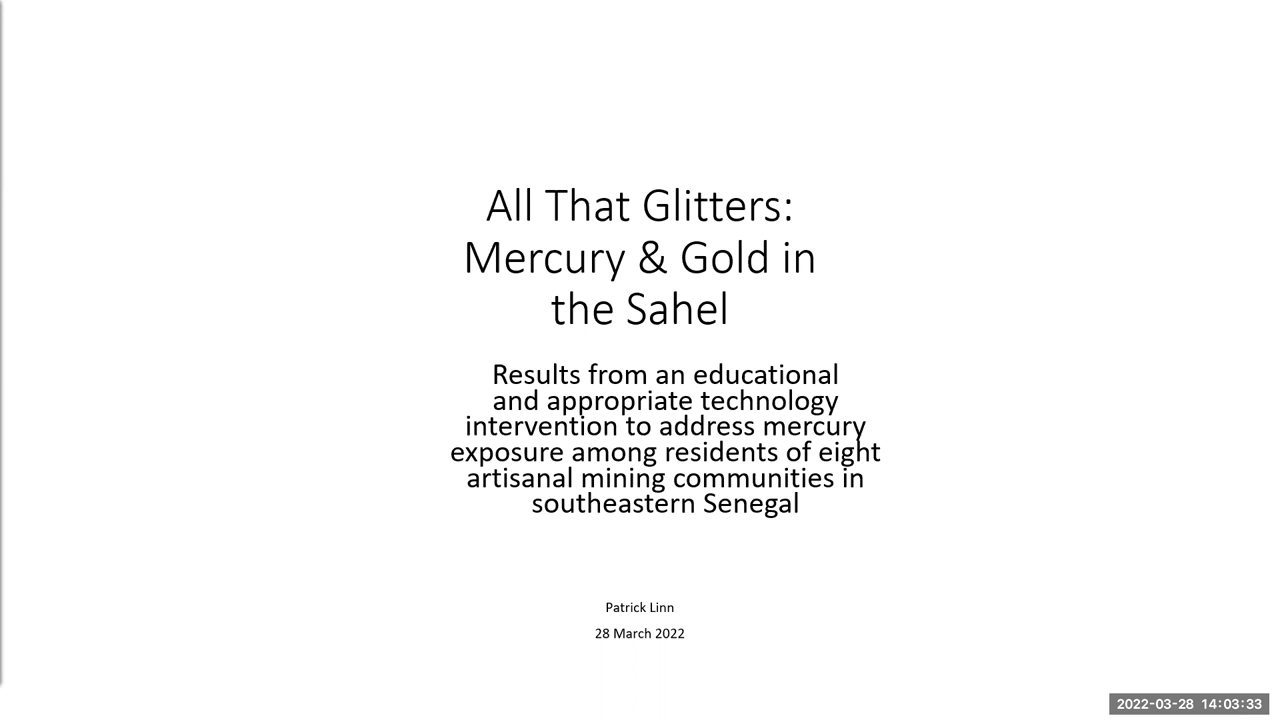 All That Glitters:
Mercury & Gold in
the Sahel
Results from an educational
and appropriate technology
intervention to address mercury
exposure among residents of eight
artisanal mining communities in
southeastern Senegal
Patrick Linn
28 March 2022
2022-03-28 14:03:33